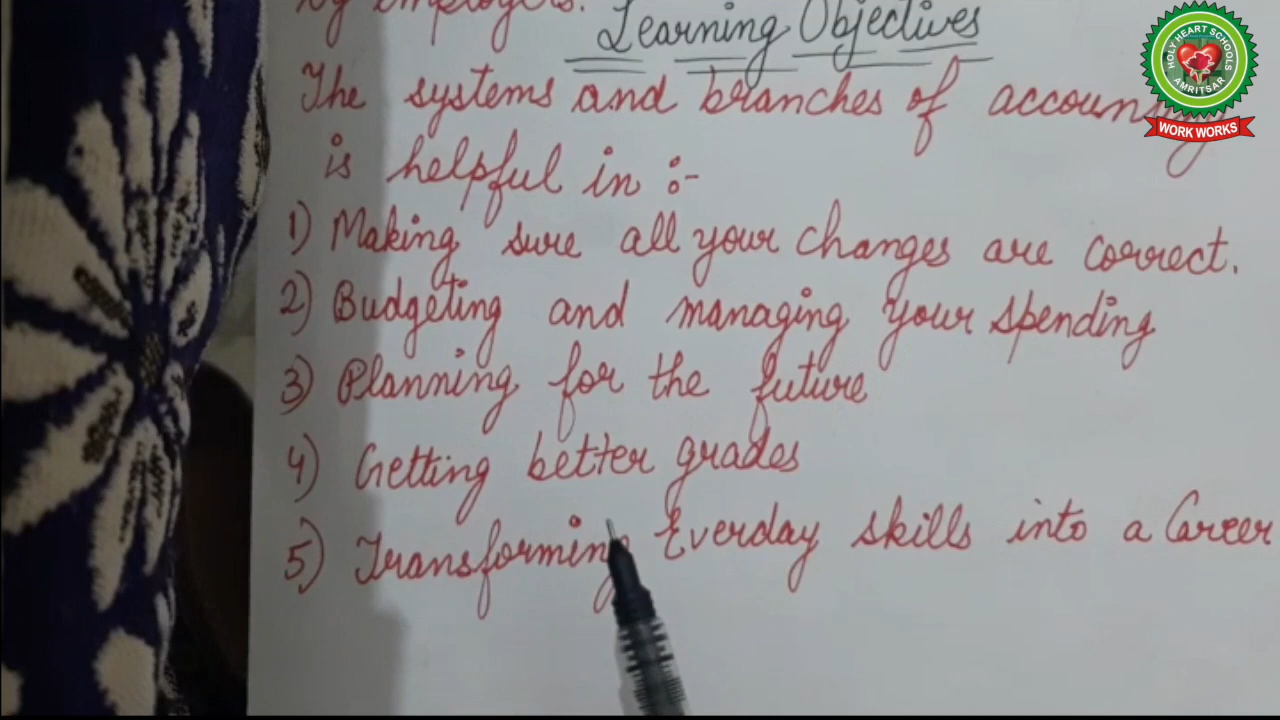 by employers.
Learning Objectives
The systems and branches of
is helpful in :-
1) Making sure all your changes are correct.
2) Budgeting and managing your spending
3) Planning for the future
4) Getting better grades
5) Transforming Everday skills into a Career
HOLY HEART SCHOOLS
AMRITSAR
WORK WORKS